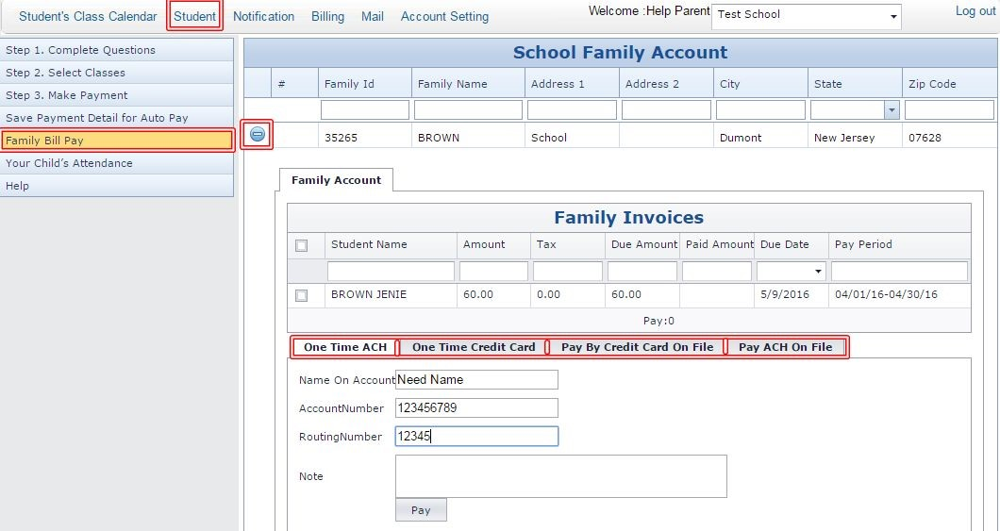 Student's Class Calendar Student Notification Billing Mail Account Setting Welcome :Help Parent Test School Log out
Step 1. Complete Questions
Step 2. Select Classes
Step 3. Make Payment
Save Payment Detail for Auto Pay
Family Bill Pay
Your Child's Attendance
Help
School Family Account
# Family Id Family Name Address 1 Address 2 City State Zip Code
35265 BROWN School Dumont New Jersey 07628
Family Account
Family Invoices
Student Name Amount Tax Due Amount Paid Amount Due Date Pay Period
BROWN JENIE 60.00 0.00 60.00 5/9/2016 04/01/16-04/30/16
Pay:0
One Time ACH One Time Credit Card Pay By Credit Card On File Pay ACH On File
Name On Account Need Name
AccountNumber 123456789
RoutingNumber 12345
Note
Pay